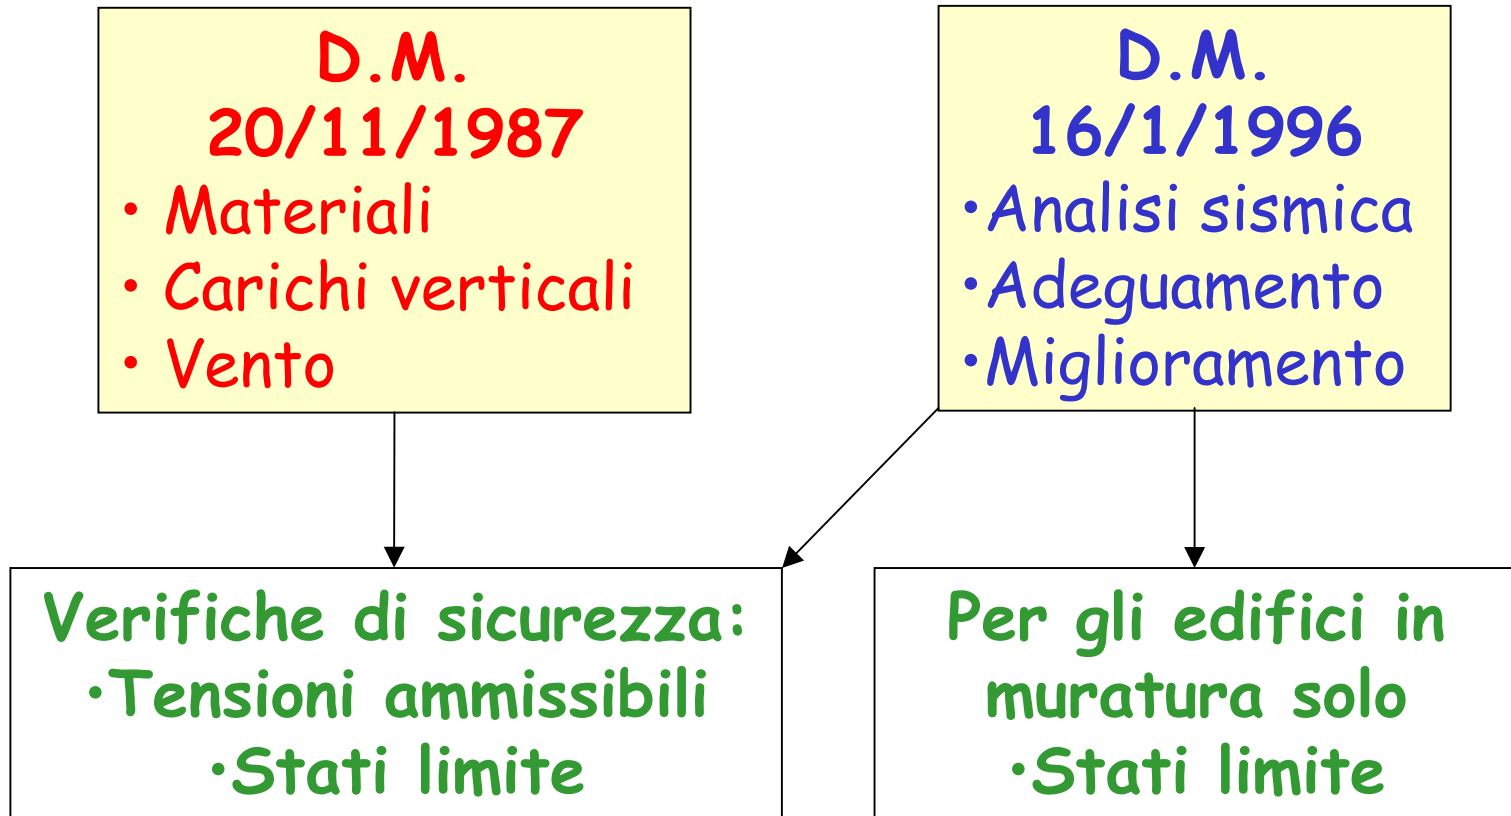 D.M.
20/11/1987
• Materiali
• Carichi verticali
• Vento
D.M.
16/1/1996
•Analisi sismica
•Adeguamento
•Miglioramento
Verifiche di sicurezza:
•Tensioni ammissibili
•Stati limite
Per gli edifici in
muratura solo
•Stati limite